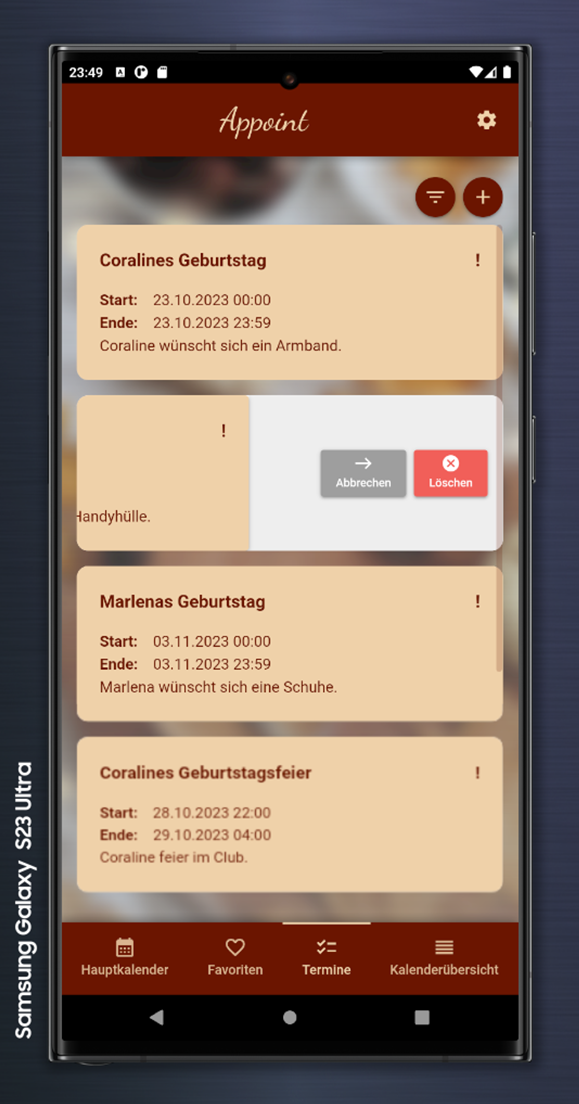 23:49
Appoint
Coralines Geburtstag !
Start: 23.10.2023 00:00
Ende: 23.10.2023 23:59
Coraline wünscht sich ein Armband.
!
Abbrechen
Löschen
Handyhülle.
Marlenas Geburtstag !
Start: 03.11.2023 00:00
Ende: 03.11.2023 23:59
Marlena wünscht sich eine Schuhe.
Coralines Geburtstagsfeier !
Start: 28.10.2023 22:00
Ende: 29.10.2023 04:00
Coraline feier im Club.
Hauptkalender
Favoriten
Termine
Kalenderübersicht
Samsung Galaxy S23 Ultra